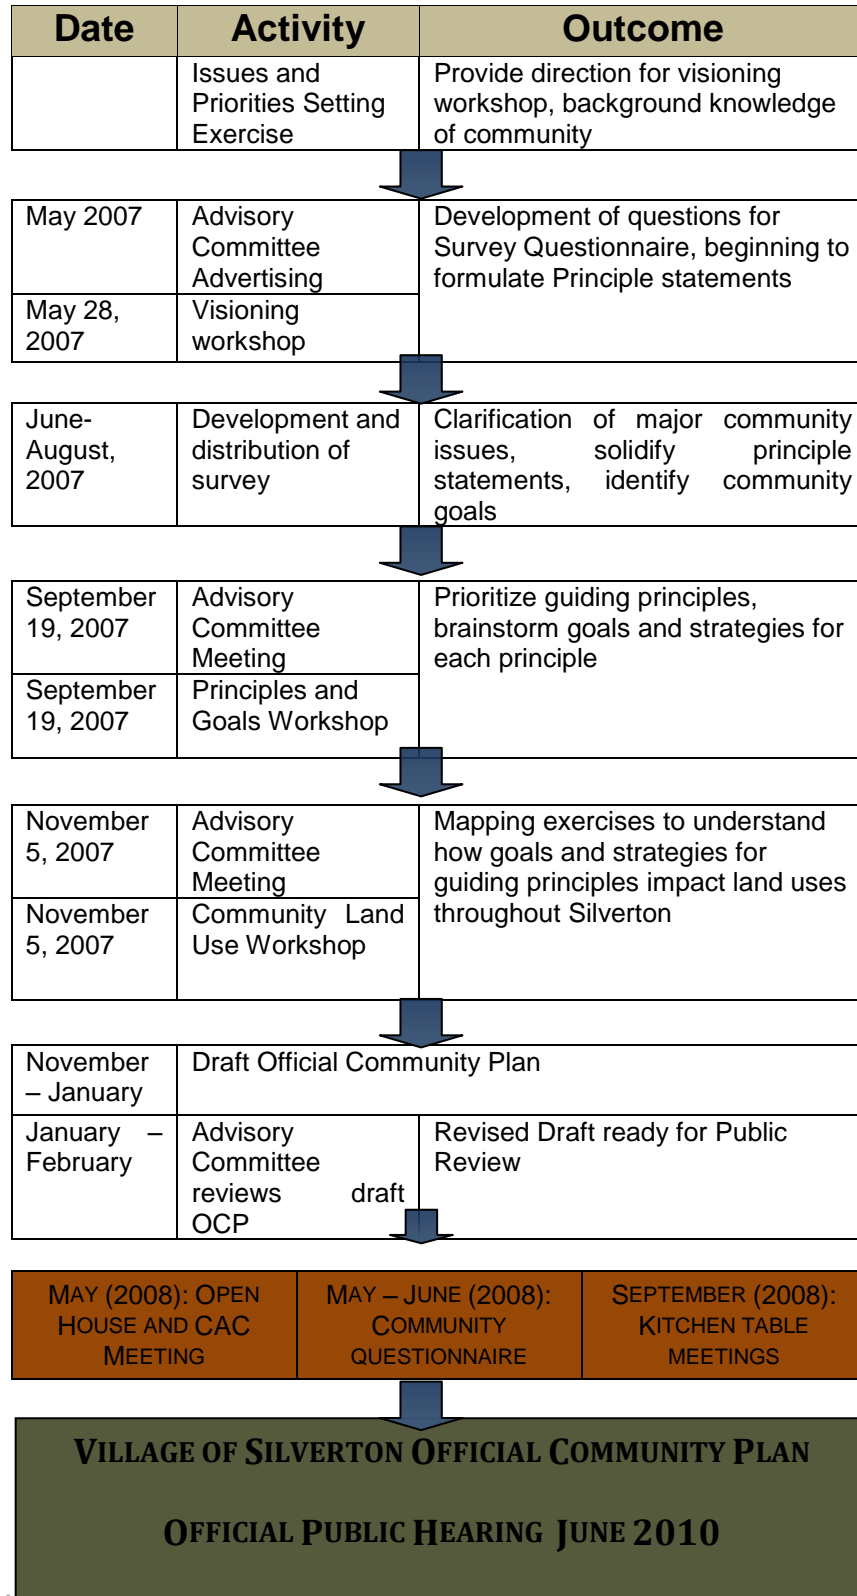 Date Activity Outcome
Issues and
Priorities Setting
Exercise
Provide direction for visioning
workshop, background knowledge
of community
May 2007
Advisory
Committee
Advertising
Development of questions for
Survey Questionnaire, beginning to
formulate Principle statements
May 28,
2007
Visioning
workshop
June-
August,
2007
Development and
distribution of
survey
Clarification of major community
issues, solidify principle
statements, identify community
goals
September
19, 2007
Advisory
Committee
Meeting
Prioritize guiding principles,
brainstorm goals and strategies for
each principle
September
19, 2007
Principles and
Goals Workshop
November
5, 2007
Advisory
Committee
Meeting
Mapping exercises to understand
how goals and strategies for
guiding principles impact land uses
throughout Silverton
November
5, 2007
Community Land
Use Workshop
November
– January
Draft Official Community Plan
January –
February
Advisory
Committee
reviews draft
OCP
Revised Draft ready for Public
Review
MAY (2008): OPEN
HOUSE AND CAC
MEETING
MAY – JUNE (2008):
COMMUNITY
QUESTIONNAIRE
SEPTEMBER (2008):
KITCHEN TABLE
MEETINGS
VILLAGE OF SILVERTON OFFICIAL COMMUNITY PLAN
OFFICIAL PUBLIC HEARING JUNE 2010